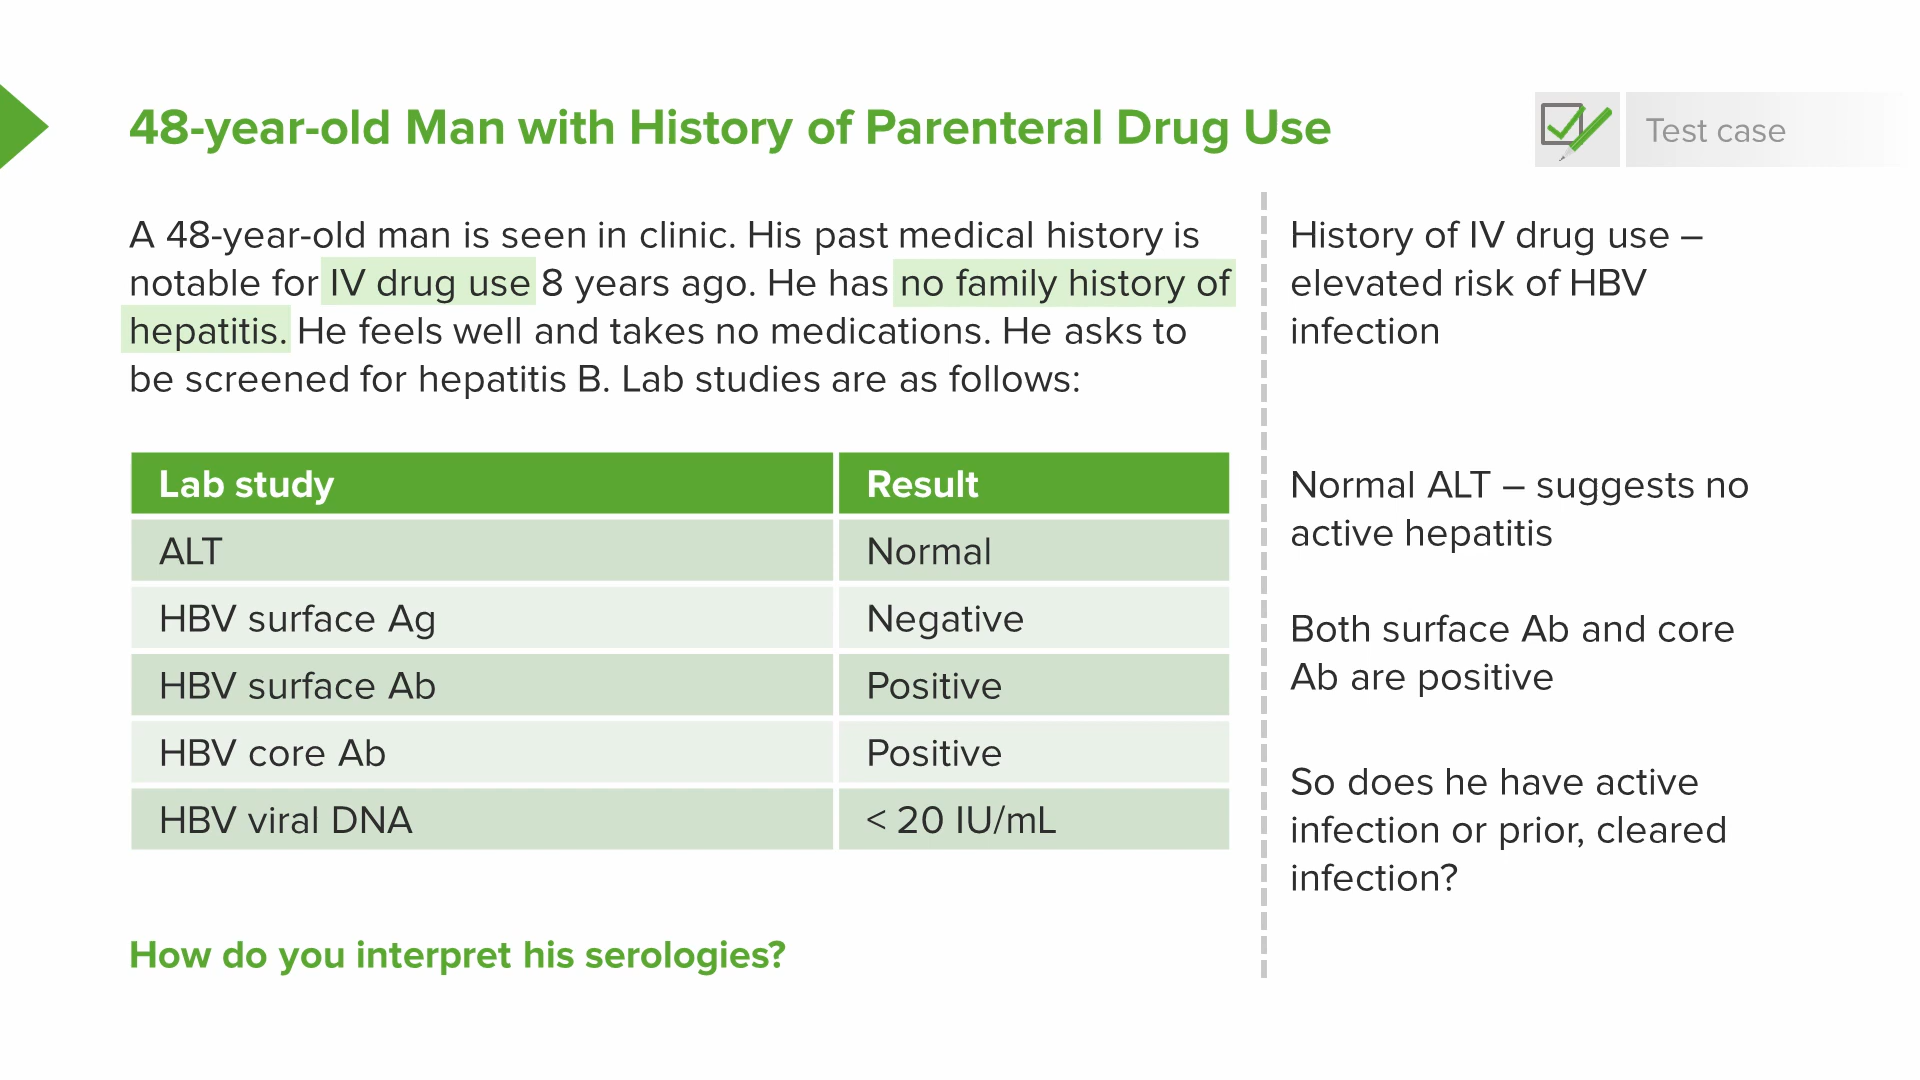 48-year-old Man with History of Parenteral Drug Use
Test case
A 48-year-old man is seen in clinic. His past medical history is
notable for IV drug use 8 years ago. He has no family history of
hepatitis. He feels well and takes no medications. He asks to
be screened for hepatitis B. Lab studies are as follows:
Lab study Result
ALT Normal
HBV surface Ag Negative
HBV surface Ab Positive
HBV core Ab Positive
HBV viral DNA < 20 IU/mL
How do you interpret his serologies?
History of IV drug use –
elevated risk of HBV
infection
Normal ALT – suggests no
active hepatitis
Both surface Ab and core
Ab are positive
So does he have active
infection or prior, cleared
infection?